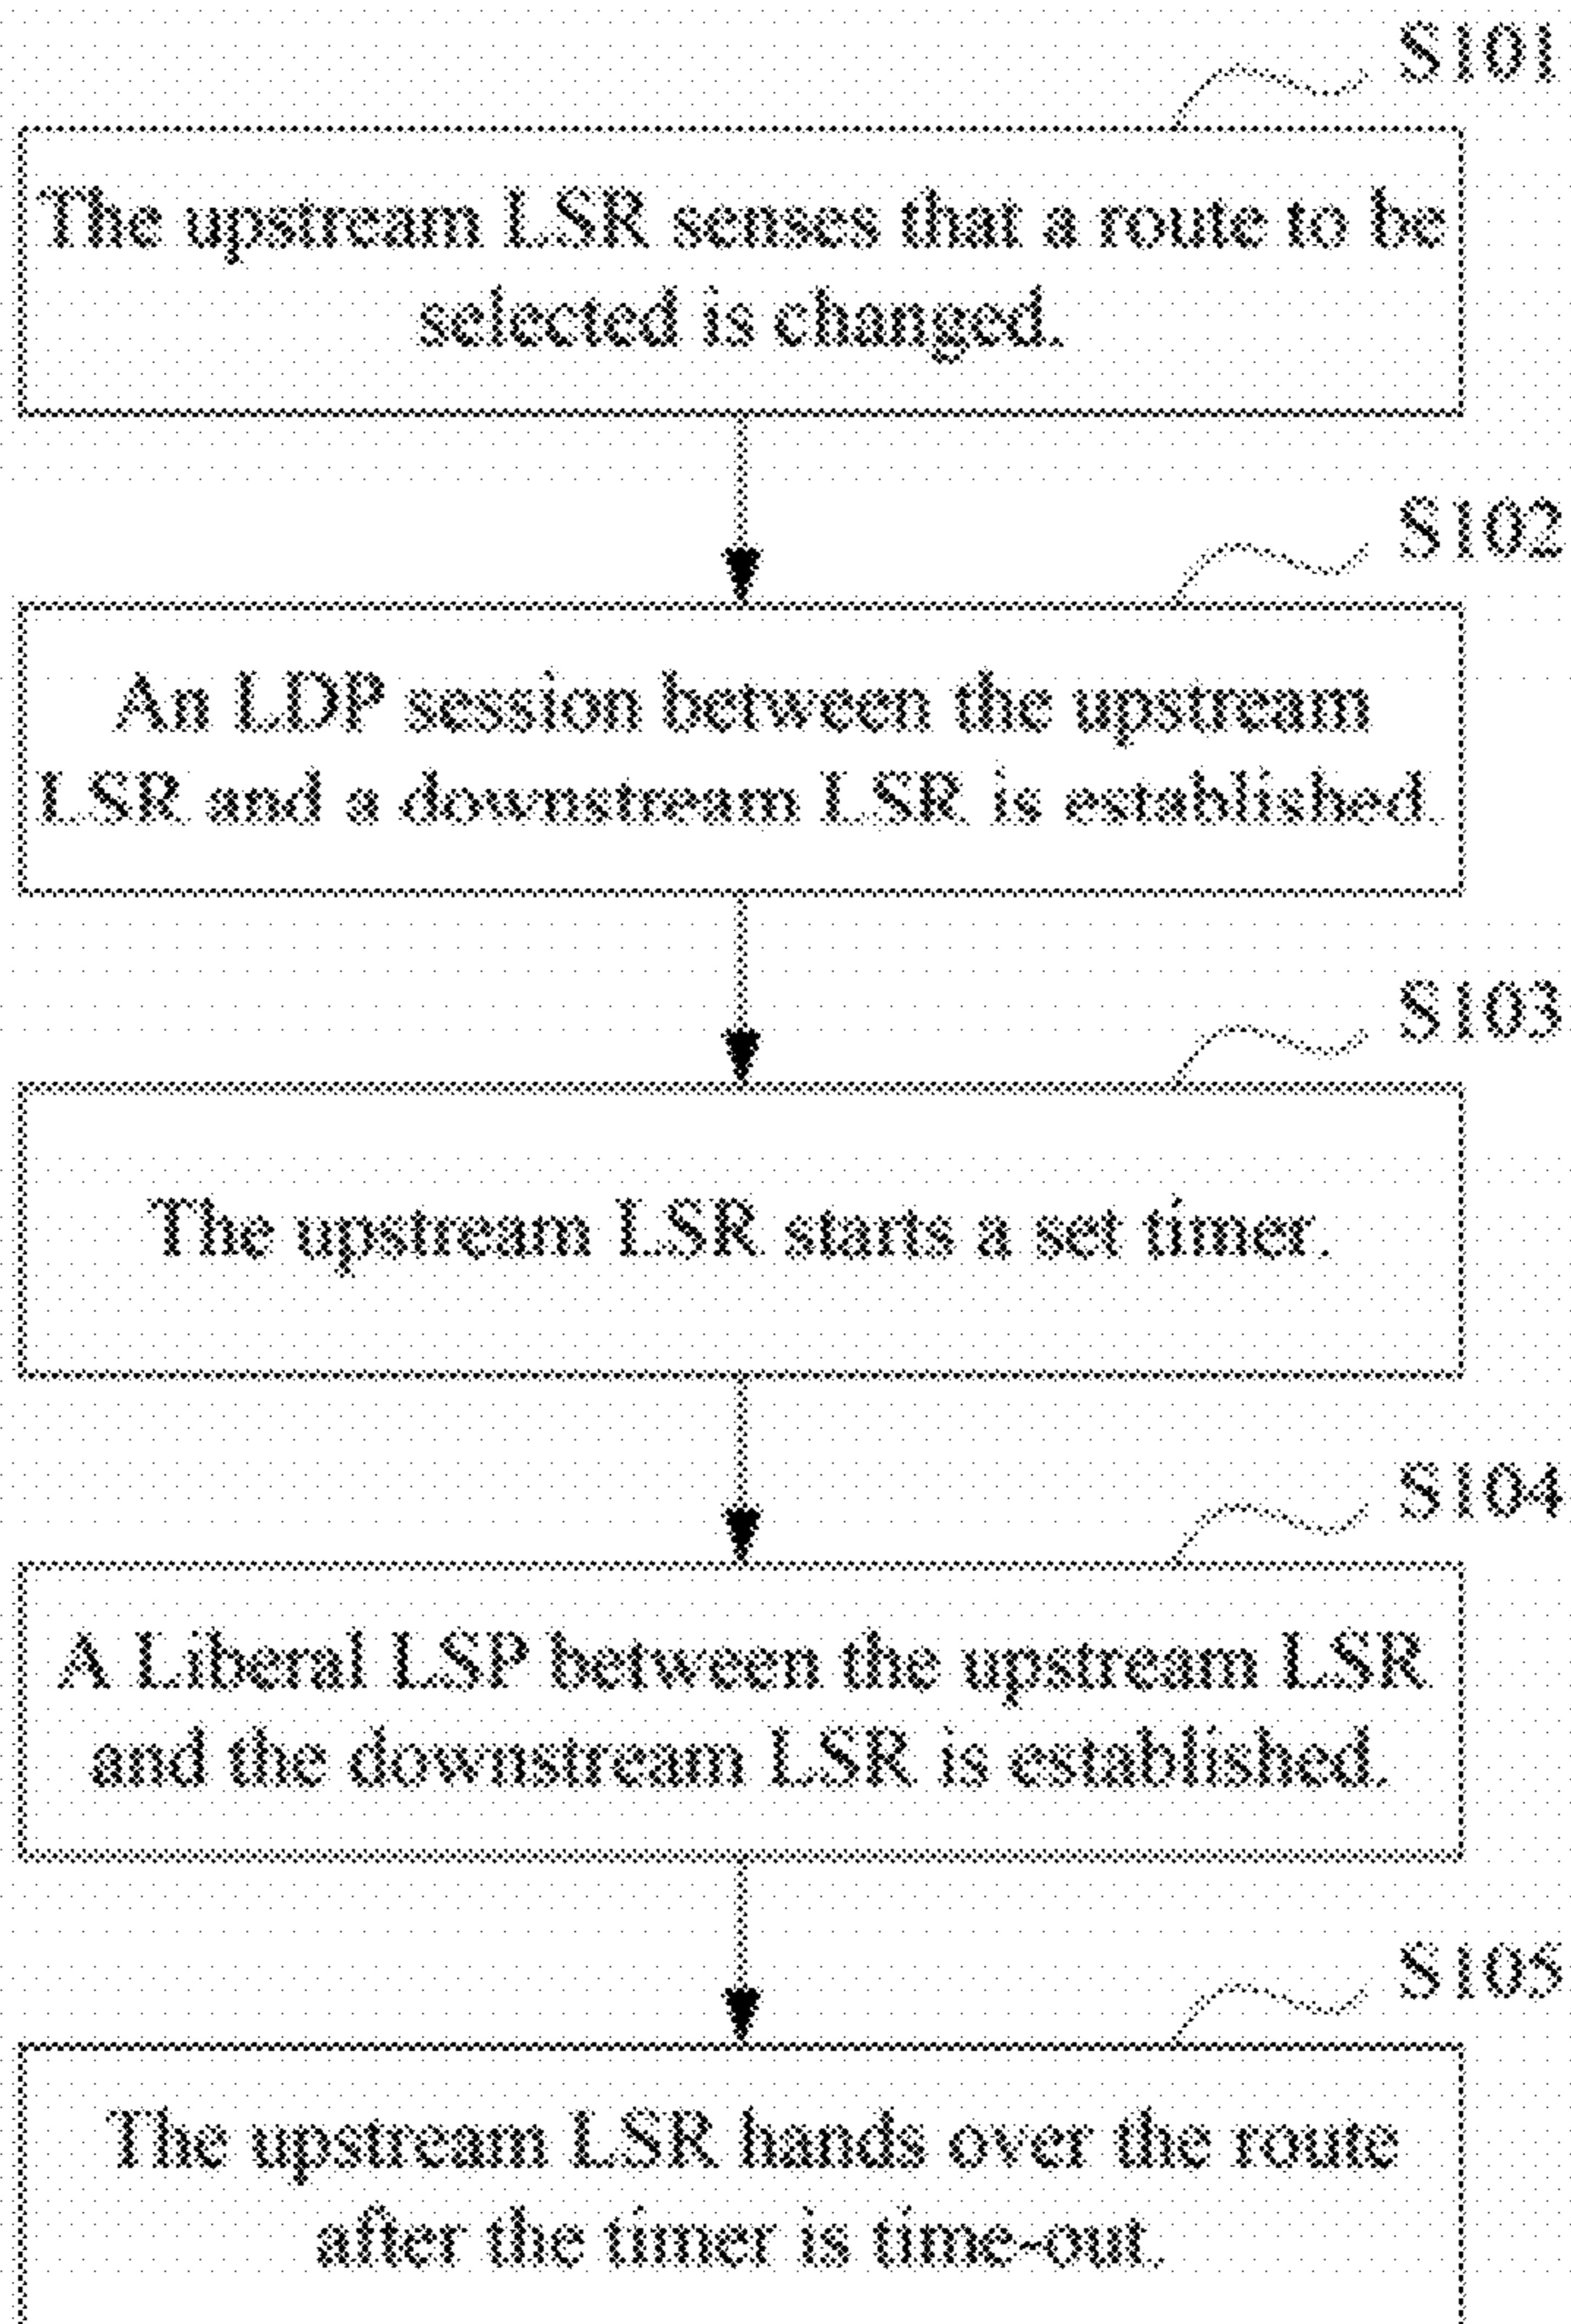 S101
The upstream LSR senses that a route to be
selected is changed.
S102
An LDP session between the upstream
LSR and a downstream LSR is established.
S103
The upstream LSR starts a set timer.
S104
A Liberal LSP between the upstream LSR
and the downstream LSR is established.
S105
The upstream LSR hands over the route
after the timer is time-out.